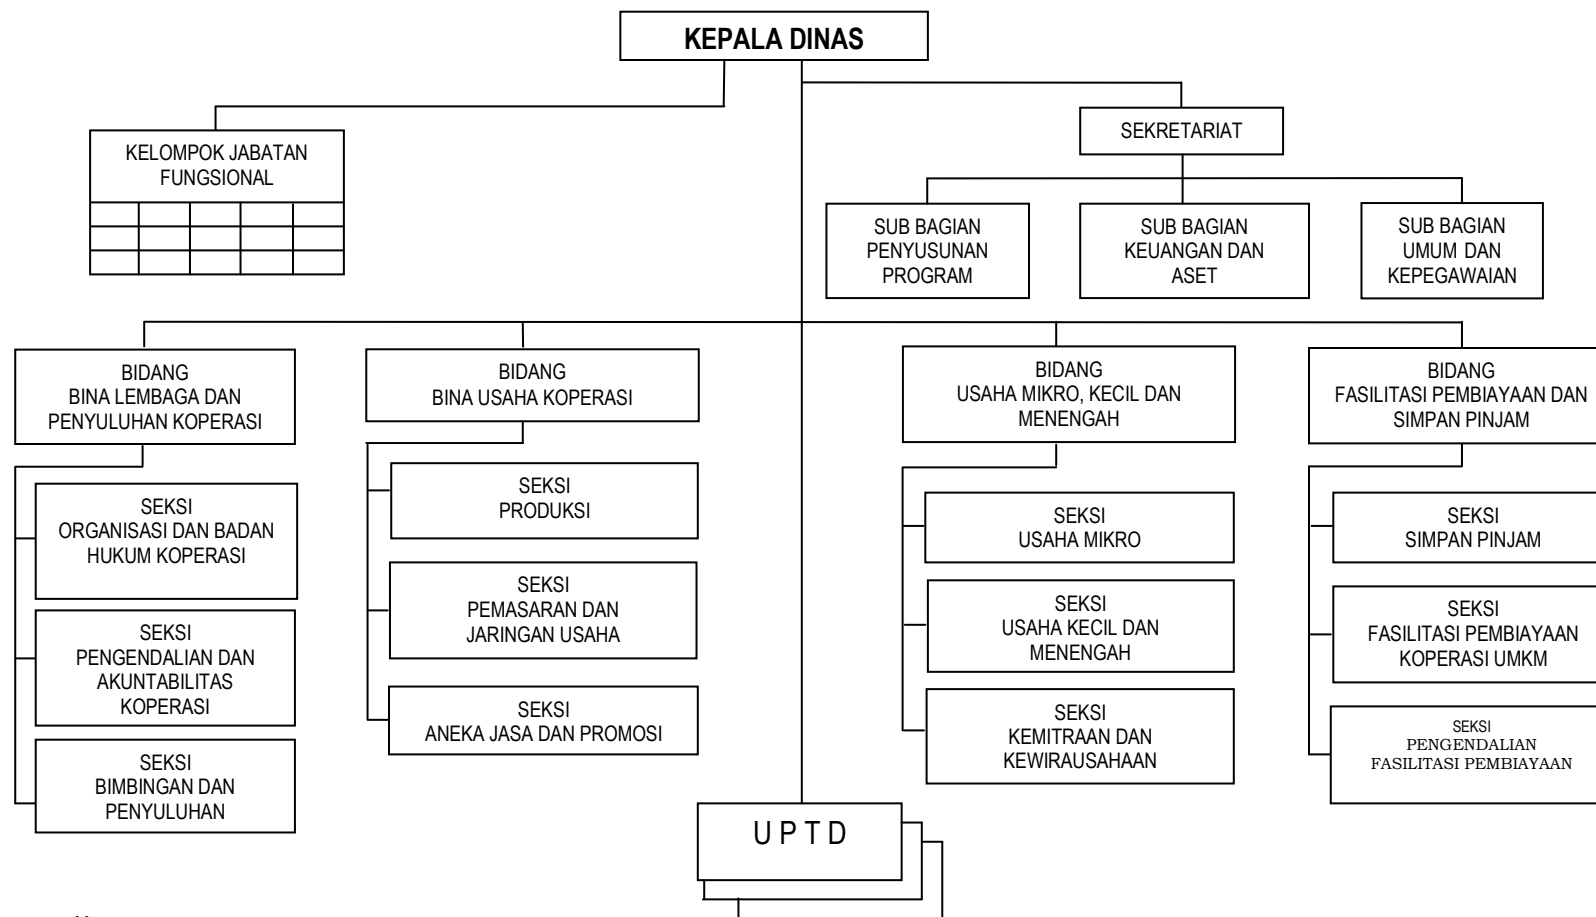 KEPALA DINAS
KELOMPOK JABATAN
FUNGSIONAL
SEKRETARIAT
SUB BAGIAN
PENYUSUNAN
PROGRAM
SUB BAGIAN
KEUANGAN DAN
ASET
SUB BAGIAN
UMUM DAN
KEPEGAWAIAN
BIDANG
BINA LEMBAGA DAN
PENYULUHAN KOPERASI
SEKSI
ORGANISASI DAN BADAN
HUKUM KOPERASI
SEKSI
PENGENDALIAN DAN
AKUNTABILITAS
KOPERASI
SEKSI
BIMBINGAN DAN
PENYULUHAN
BIDANG
BINA USAHA KOPERASI
SEKSI
PRODUKSI
SEKSI
PEMASARAN DAN
JARINGAN USAHA
SEKSI
ANEKA JASA DAN PROMOSI
BIDANG
USAHA MIKRO, KECIL DAN
MENENGAH
SEKSI
USAHA MIKRO
SEKSI
USAHA KECIL DAN
MENENGAH
SEKSI
KEMITRAAN DAN
KEWIRAUSAHAAN
BIDANG
FASILITASI PEMBIAYAAN DAN
SIMPAN PINJAM
SEKSI
SIMPAN PINJAM
SEKSI
FASILITASI PEMBIAYAAN
KOPERASI UMKM
SEKSI
PENGENDALIAN
FASILITASI PEMBIAYAAN
U P T D